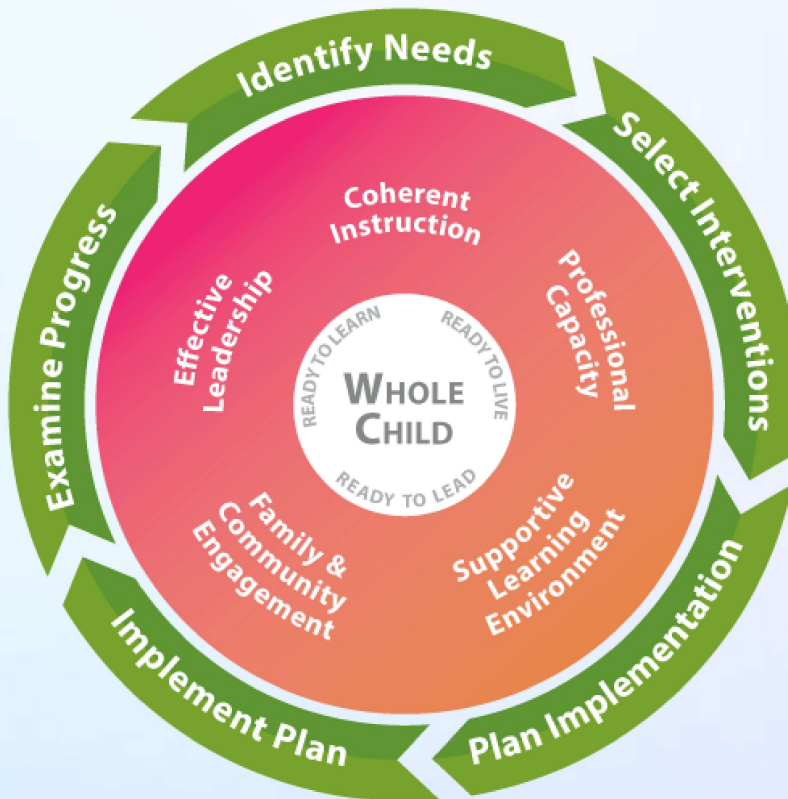 Identify Needs
Select Interventions
Plan Implementation
Implement Plan
Examine Progress
Coherent
Instruction
Professional
Capacity
Supportive
Learning
Environment
Family &
Community
Engagement
Effective
Leadership
READY TO LEARN
READY TO LIVE
READY TO LEAD
WHOLE
CHILD